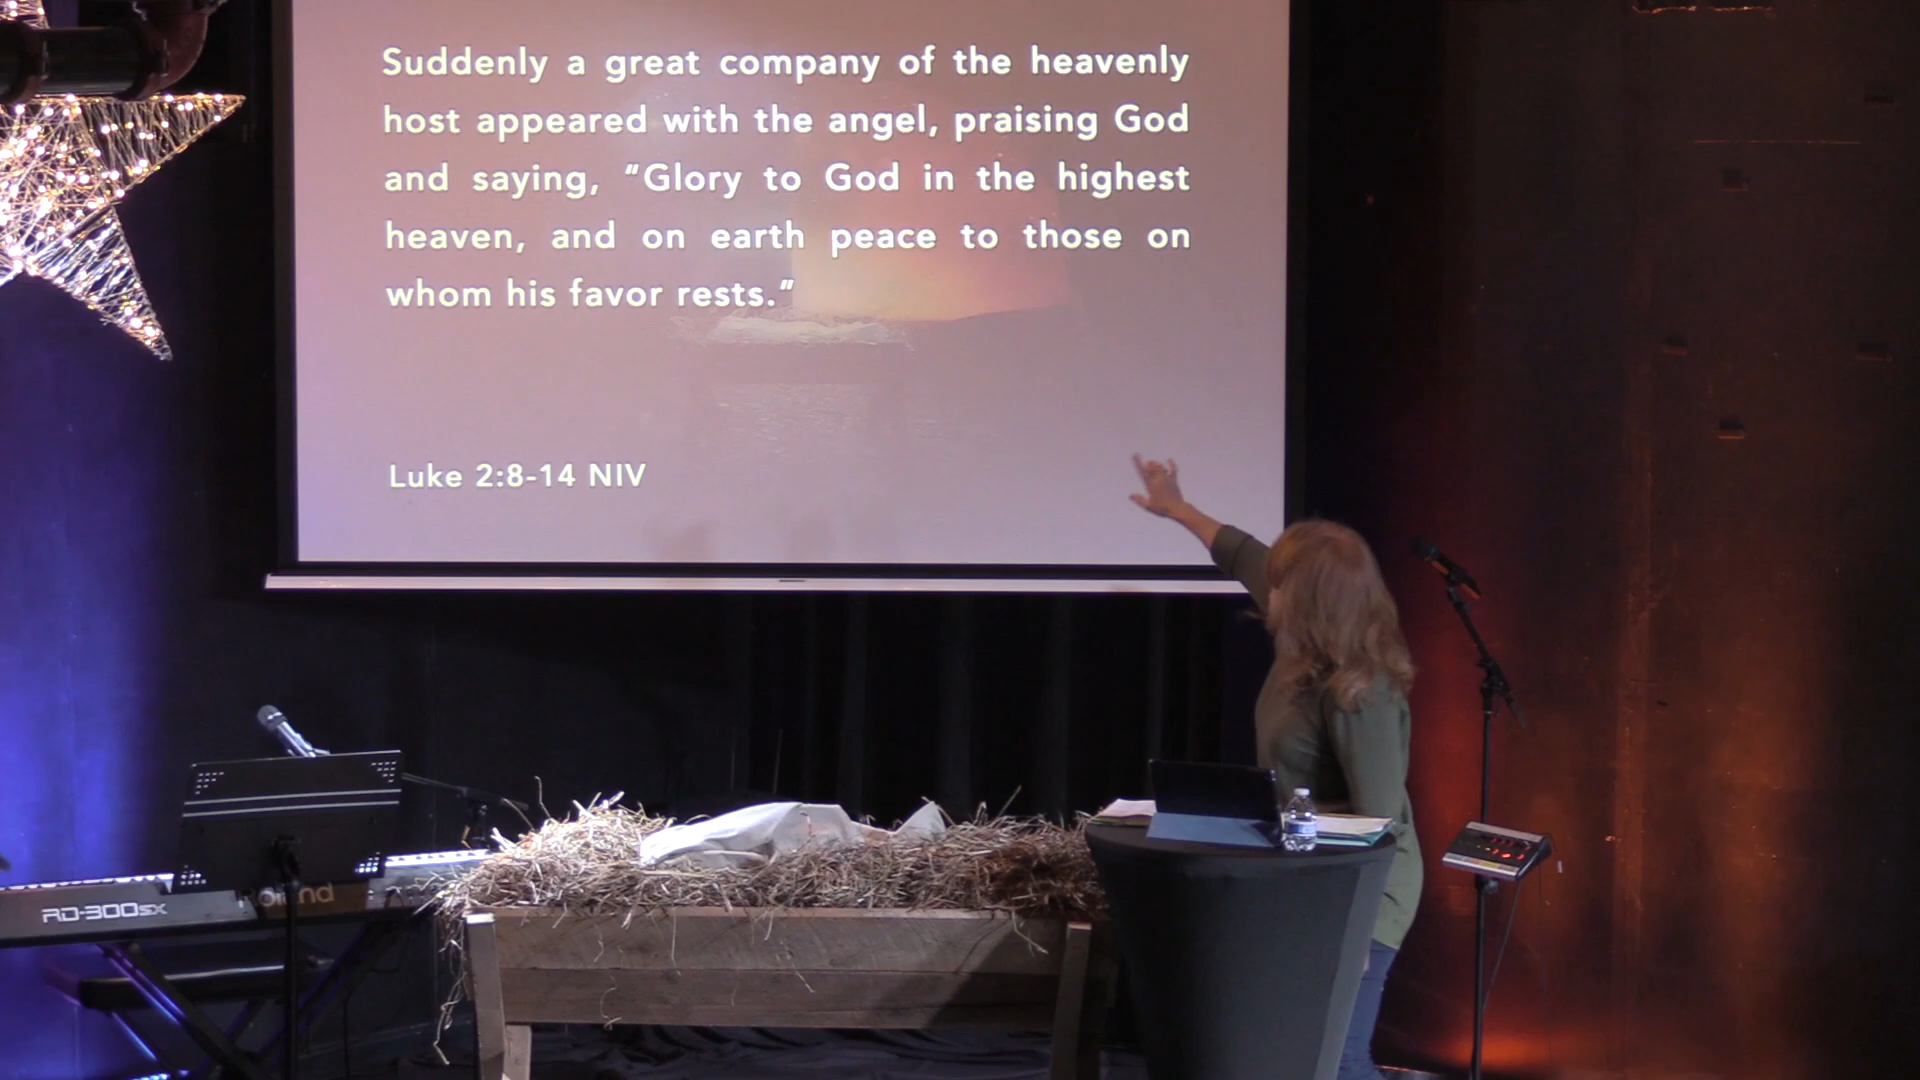 Suddenly a great company of the heavenly
host appeared with the angel, praising God
and saying, “Glory to God in the highest
heaven, and on earth peace to those on
whom his favor rests.”
Luke 2:8-14 NIV
Roland
RD-300SX